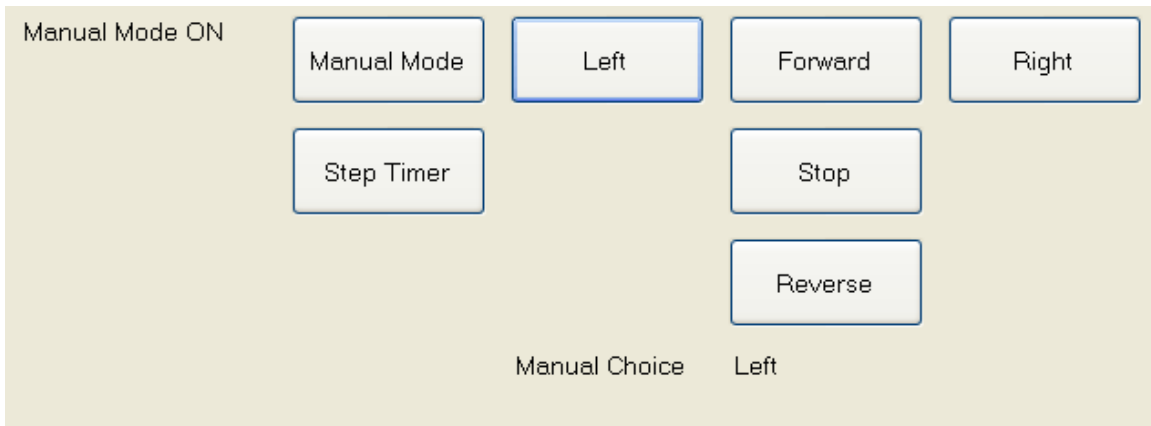 Manual Mode ON
Manual Mode
Left
Forward
Right
Step Timer
Stop
Reverse
Manual Choice
Left